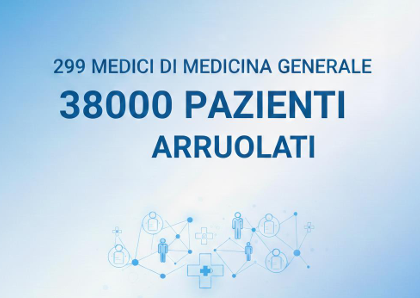 299 MEDICI DI MEDICINA GENERALE
38000 PAZIENTI
ARRUOLATI